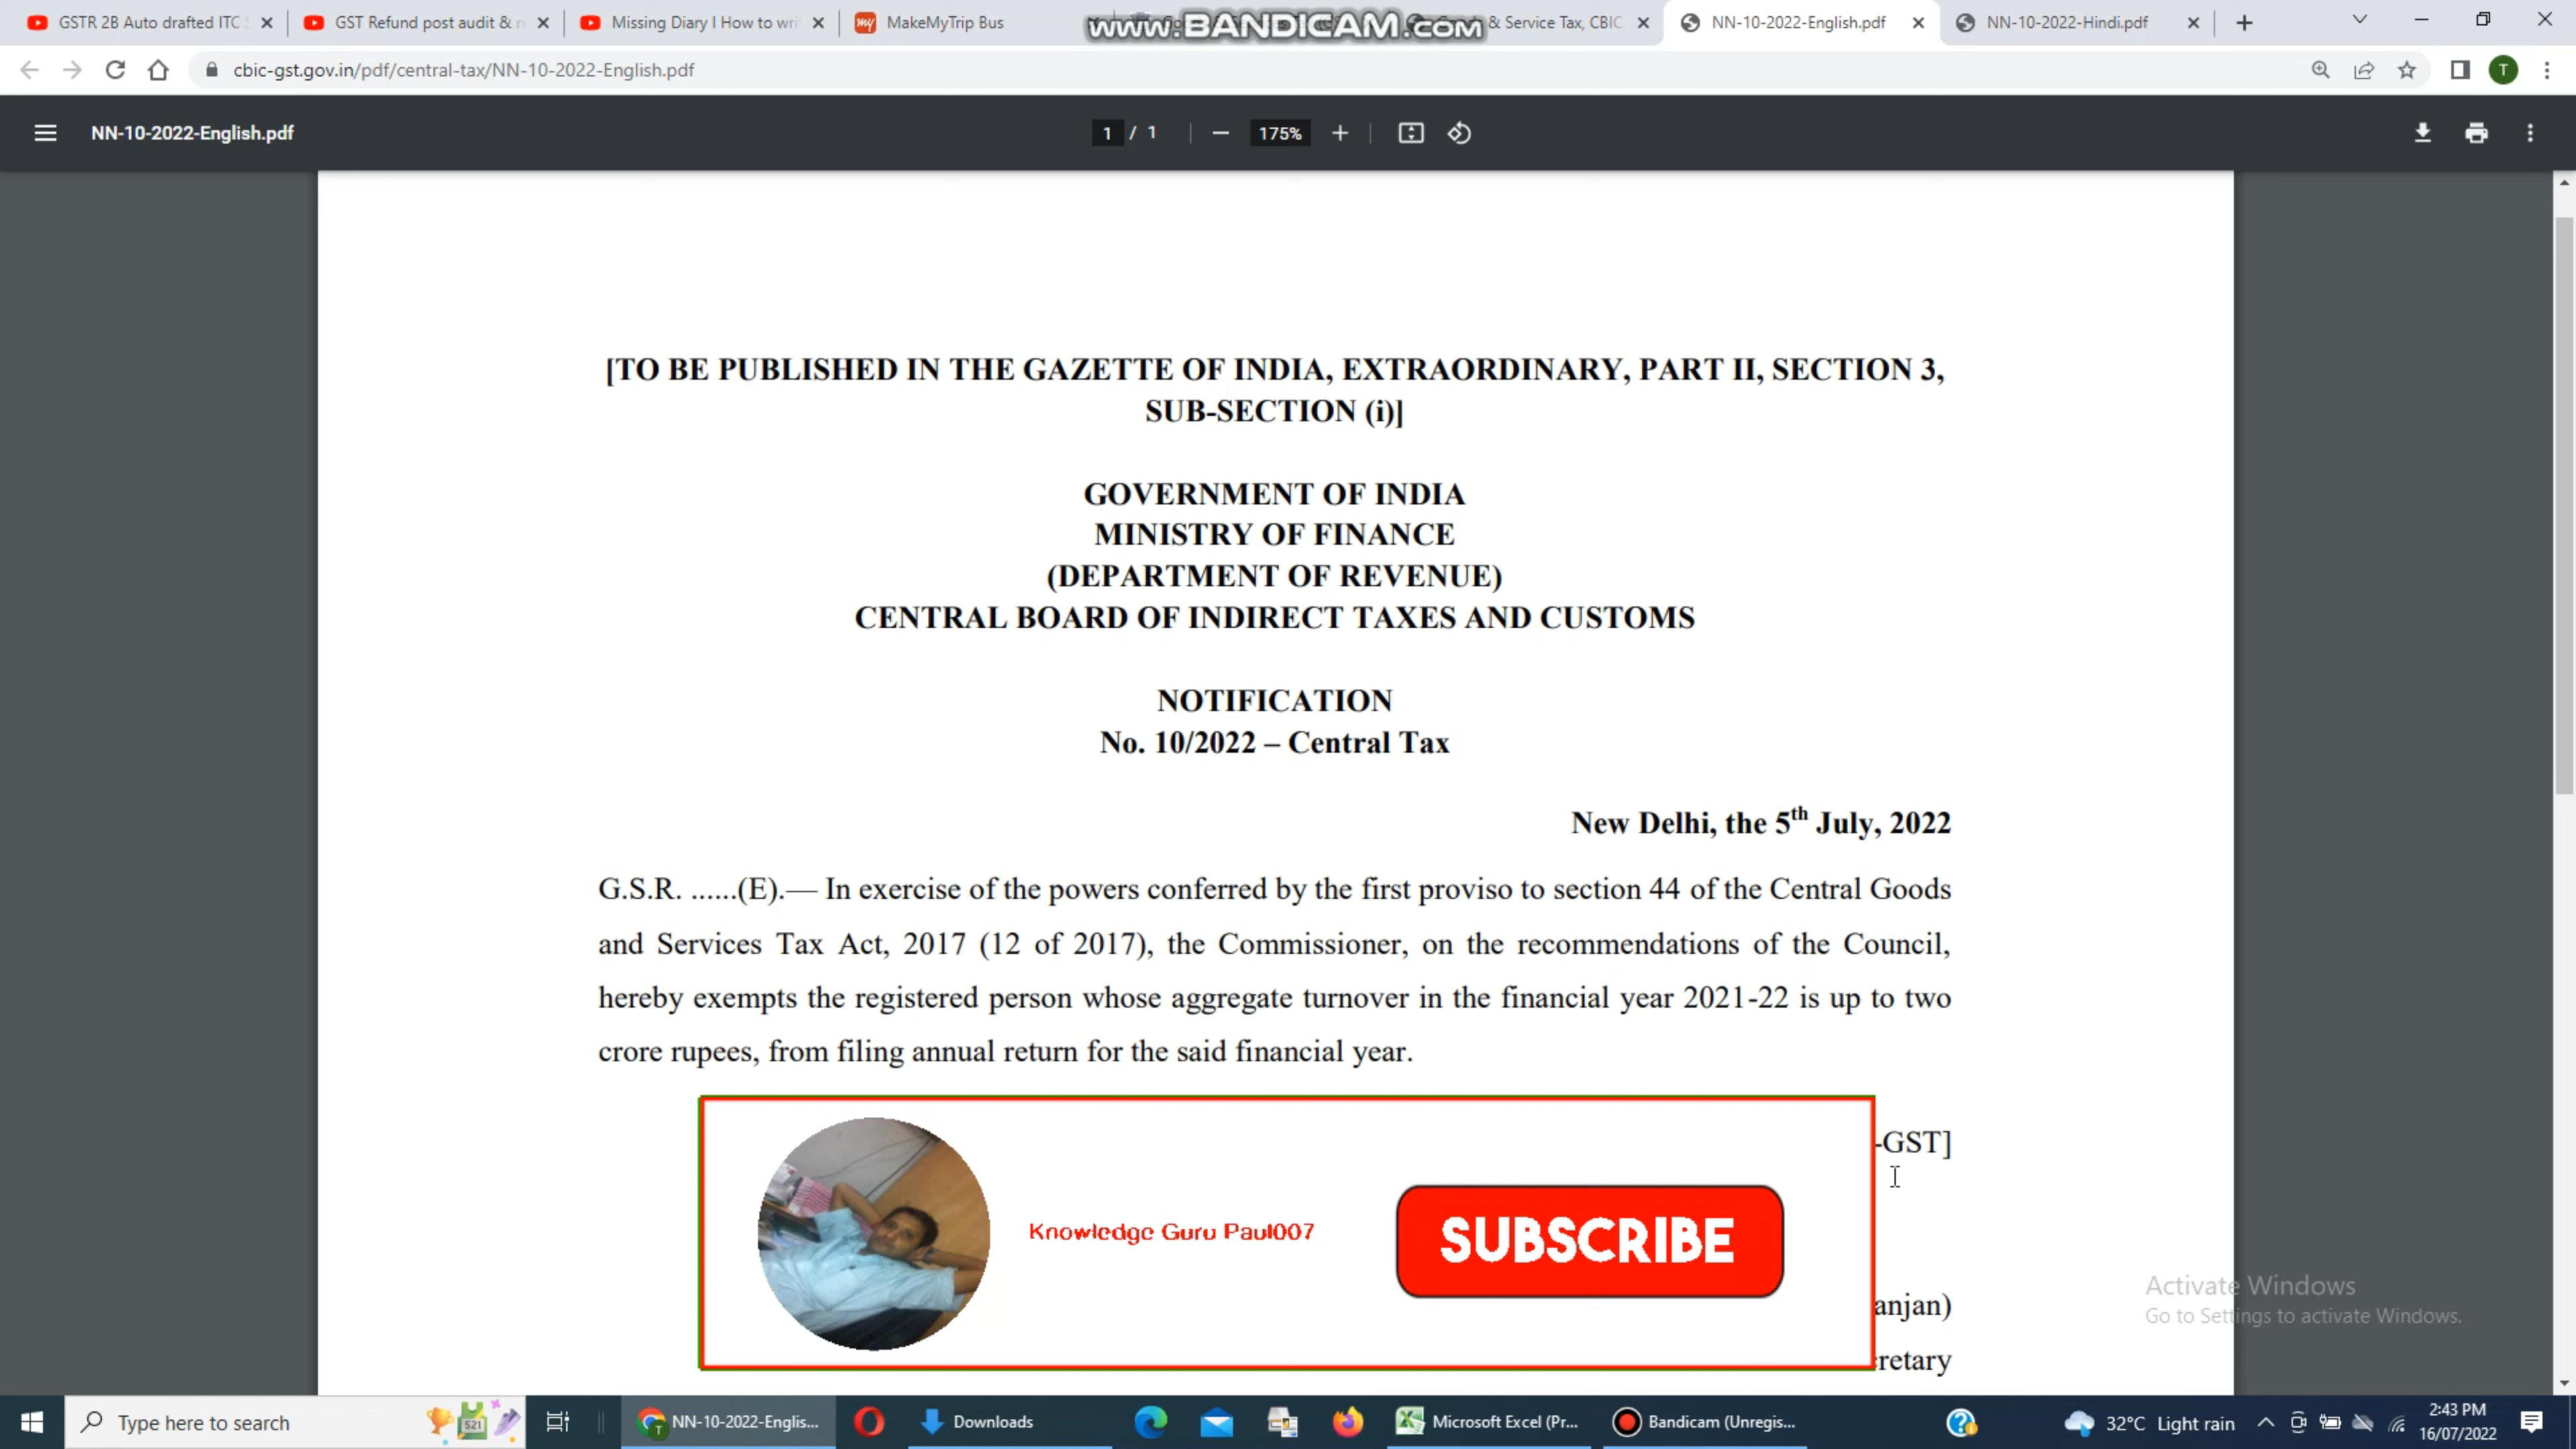 GSTR 2B Auto drafted ITC
GST Refund post audit &
Missing Diary I How to wri
MakeMyTrip Bus
www.BANDICAM.com
& Service Tax, CBIC
NN-10-2022-English.pdf
NN-10-2022-Hindi.pdf
cbic-gst.gov.in/pdf/central-tax/NN-10-2022-English.pdf
T
NN-10-2022-English.pdf
1 / 1
175%
[TO BE PUBLISHED IN THE GAZETTE OF INDIA, EXTRAORDINARY, PART II, SECTION 3,
SUB-SECTION (i)]
GOVERNMENT OF INDIA
MINISTRY OF FINANCE
(DEPARTMENT OF REVENUE)
CENTRAL BOARD OF INDIRECT TAXES AND CUSTOMS
NOTIFICATION
No. 10/2022 – Central Tax
New Delhi, the 5th July, 2022
G.S.R. ......(E).— In exercise of the powers conferred by the first proviso to section 44 of the Central Goods
and Services Tax Act, 2017 (12 of 2017), the Commissioner, on the recommendations of the Council,
hereby exempts the registered person whose aggregate turnover in the financial year 2021-22 is up to two
crore rupees, from filing annual return for the said financial year.
-GST]
Knowledge Guru Paul007
SUBSCRIBE
anjan)
retary
Activate Windows
Go to Settings to activate Windows.
Type here to search
521
NN-10-2022-Englis...
Downloads
Microsoft Excel (Pr...
Bandicam (Unregis...
32°C Light rain
2:43 PM
16/07/2022